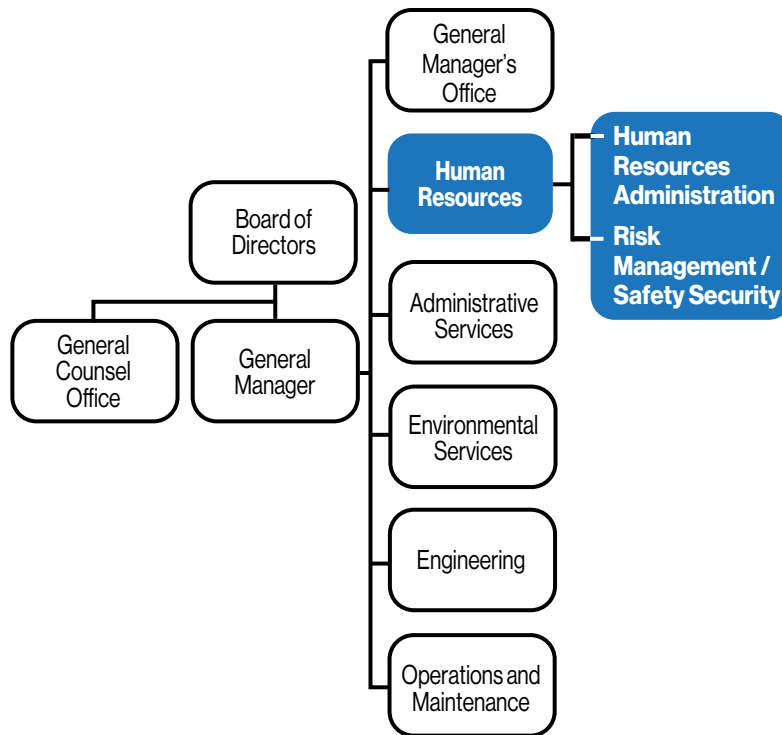 General
Manager's
Office
Human
Resources
Human
Resources
Administration
Risk
Management /
Safety Security
Board of
Directors
General
Counsel
Office
General
Manager
Administrative
Services
Environmental
Services
Engineering
Operations and
Maintenance